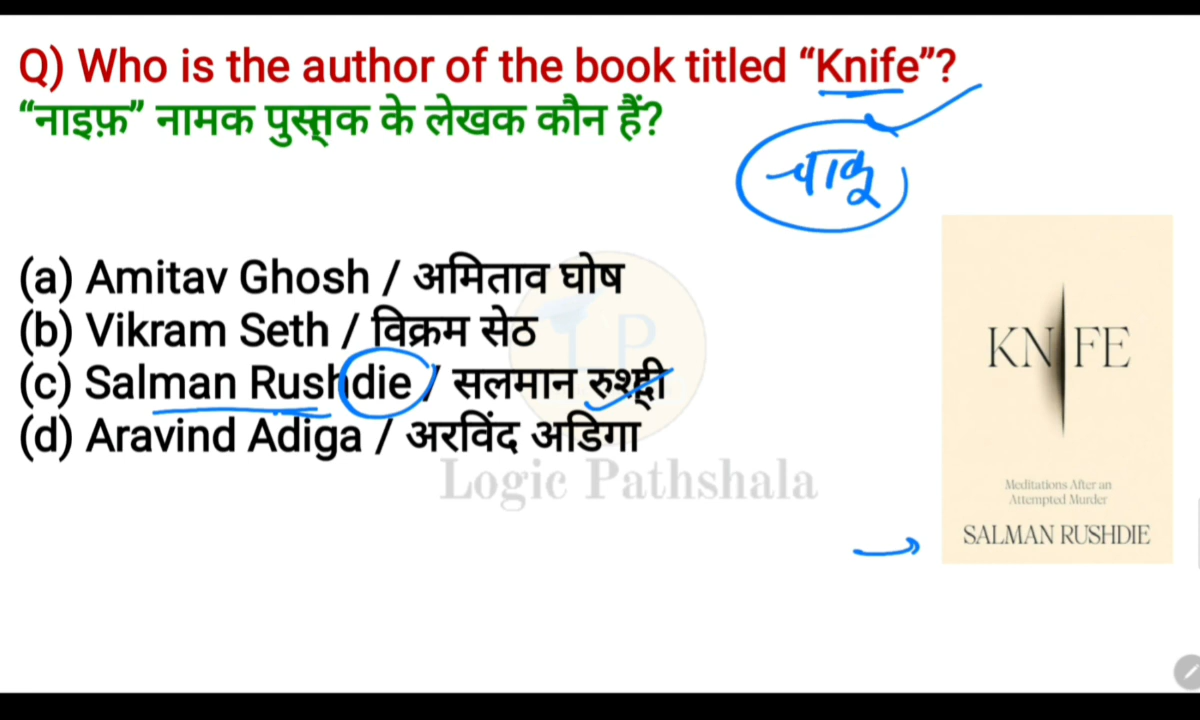 Q) Who is the author of the book titled “Knife”?
“नाइफ़” नामक पुस्तक के लेखक कौन हैं?
चाकू
(a) Amitav Ghosh / अमिताव घोष
(b) Vikram Seth / विक्रम सेठ
(c) Salman Rushdie / सलमान रुश्दी
(d) Aravind Adiga / अरविंद अडिगा
LP
Logic Pathshala
KNIFE
Meditations After an
Attempted Murder
SALMAN RUSHDIE